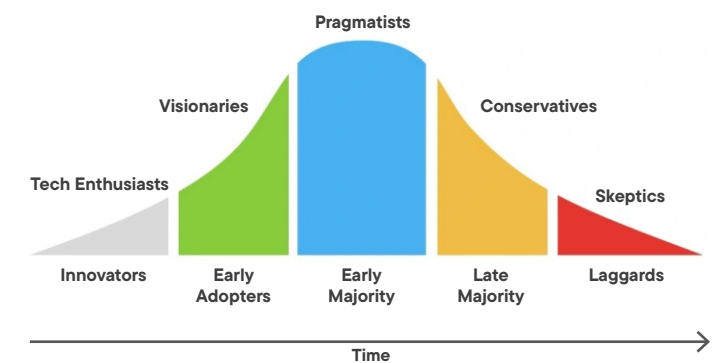 Pragmatists
Visionaries
Conservatives
Tech Enthusiasts
Skeptics
Innovators
Early
Adopters
Early
Majority
Late
Majority
Laggards
Time